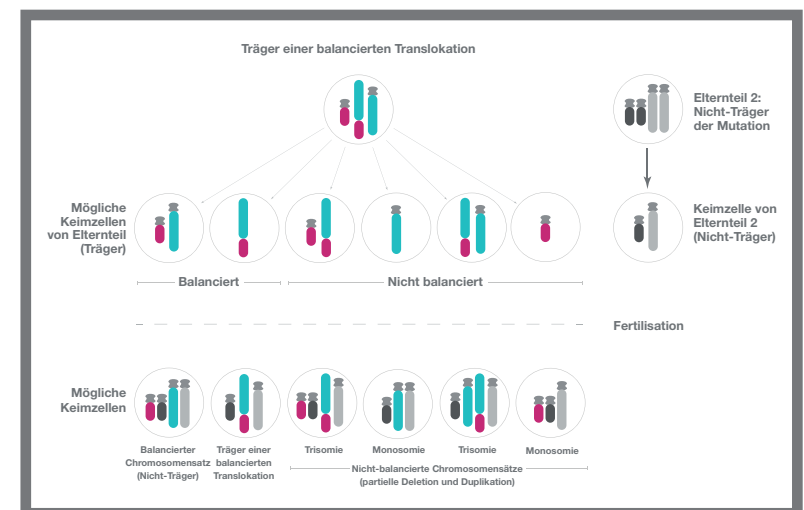 Träger einer balancierten Translokation
Elternteil 2:
Nicht-Träger
der Mutation
Mögliche
Keimzellen
von Elternteil
(Träger)
Keimzelle von
Elternteil 2
(Nicht-Träger)
Balanciert
Nicht balanciert
Fertilisation
Mögliche
Keimzellen
Balancierter
Chromosomensatz
(Nicht-Träger)
Träger einer
balancierten
Translokation
Trisomie
Monosomie
Trisomie
Monosomie
Nicht-balancierte Chromosomensätze
(partielle Deletion und Duplikation)